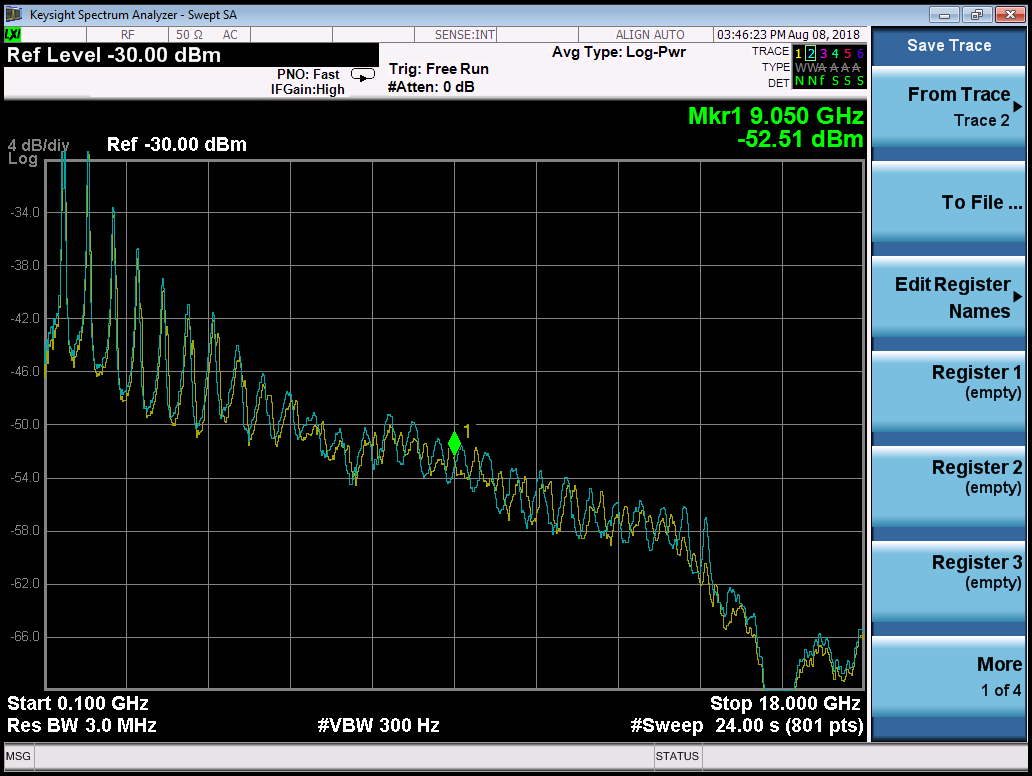 Keysight Spectrum Analyzer - Swept SA
LXI
RF
50 Ω
AC
SENSE:INT
ALIGN AUTO
03:46:23 PM Aug 08, 2018
Ref Level -30.00 dBm
PNO: Fast
IFGain:High
Trig: Free Run
#Atten: 0 dB
Avg Type: Log-Pwr
TRACE 1 2 3 4 5 6
TYPE W W A A A A
DET N N f S S S
Mkr1 9.050 GHz
-52.51 dBm
4 dB/div
Log
Ref -30.00 dBm
-34.0
-38.0
-42.0
-46.0
-50.0
-54.0
-58.0
-62.0
-66.0
1
Start 0.100 GHz
Stop 18.000 GHz
Res BW 3.0 MHz
#VBW 300 Hz
#Sweep 24.00 s (801 pts)
MSG
STATUS
Save Trace
From Trace
Trace 2
To File ...
Edit Register
Names
Register 1
(empty)
Register 2
(empty)
Register 3
(empty)
More
1 of 4